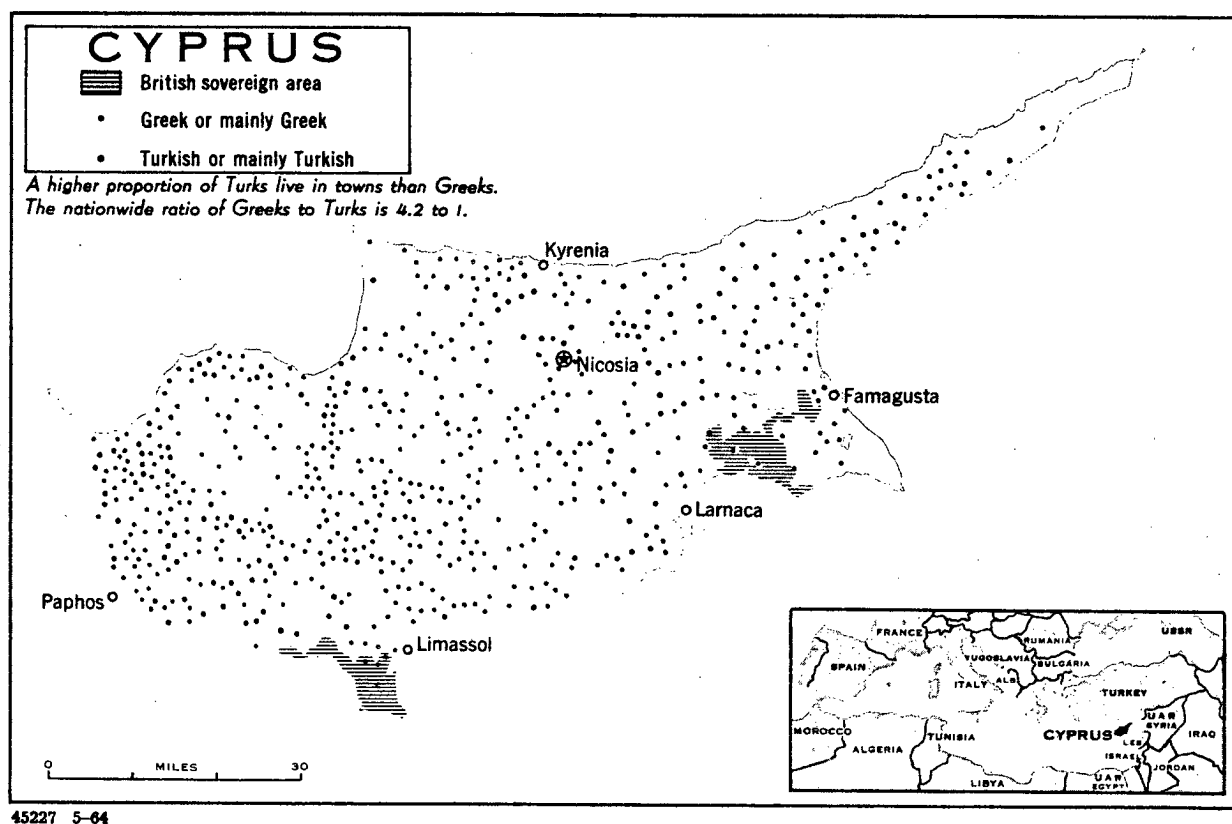 CYPRUS
British sovereign area
Greek or mainly Greek
Turkish or mainly Turkish
A higher proportion of Turks live in towns than Greeks.
The nationwide ratio of Greeks to Turks is 4.2 to 1.
Kyrenia
Nicosia
Famagusta
Larnaca
Paphos
Limassol
0 MILES 30
FRANCE
RUMANIA
USSR
SPAIN
YUGOSLAVIA
BULGARIA
ITALY
ALB.
TURKEY
MOROCCO
ALGERIA
TUNISIA
CYPRUS
UAR
SYRIA
IRAQ
LEB
ISRAEL
JORDAN
LIBYA
UAR
EGYPT
45227 5-64